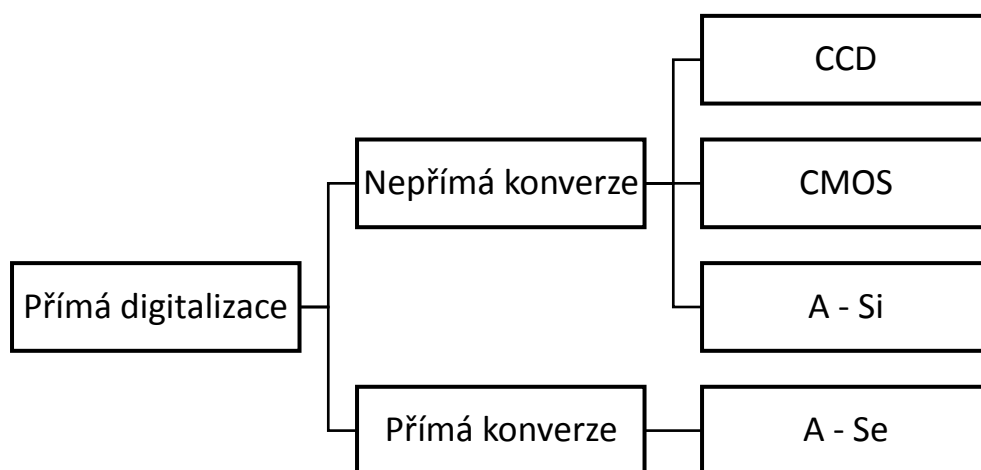 CCD
Nepřímá konverze
CMOS
Přímá digitalizace
A - Si
Přímá konverze
A - Se